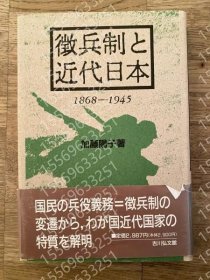 徴兵制と
近代日本
1868—1945
加藤陽子著
国民の兵役義務=徴兵制の
変遷から、わが国近代国家の
特質を解明
吉川弘文館
15569633251